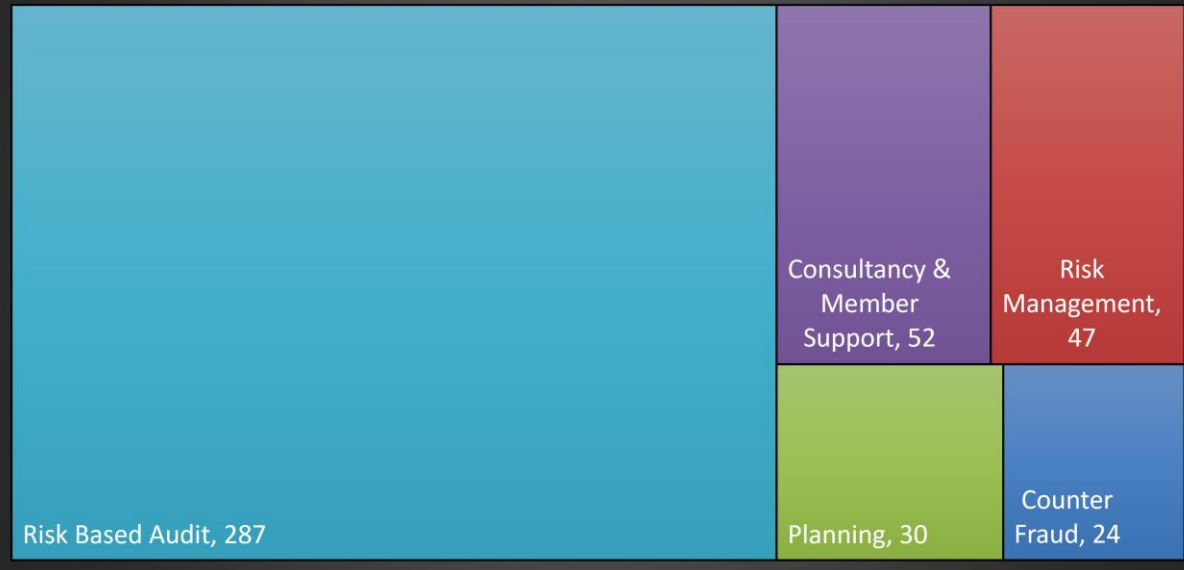 Risk Based Audit, 287
Consultancy &
Member
Support, 52
Risk
Management,
47
Planning, 30
Counter
Fraud, 24